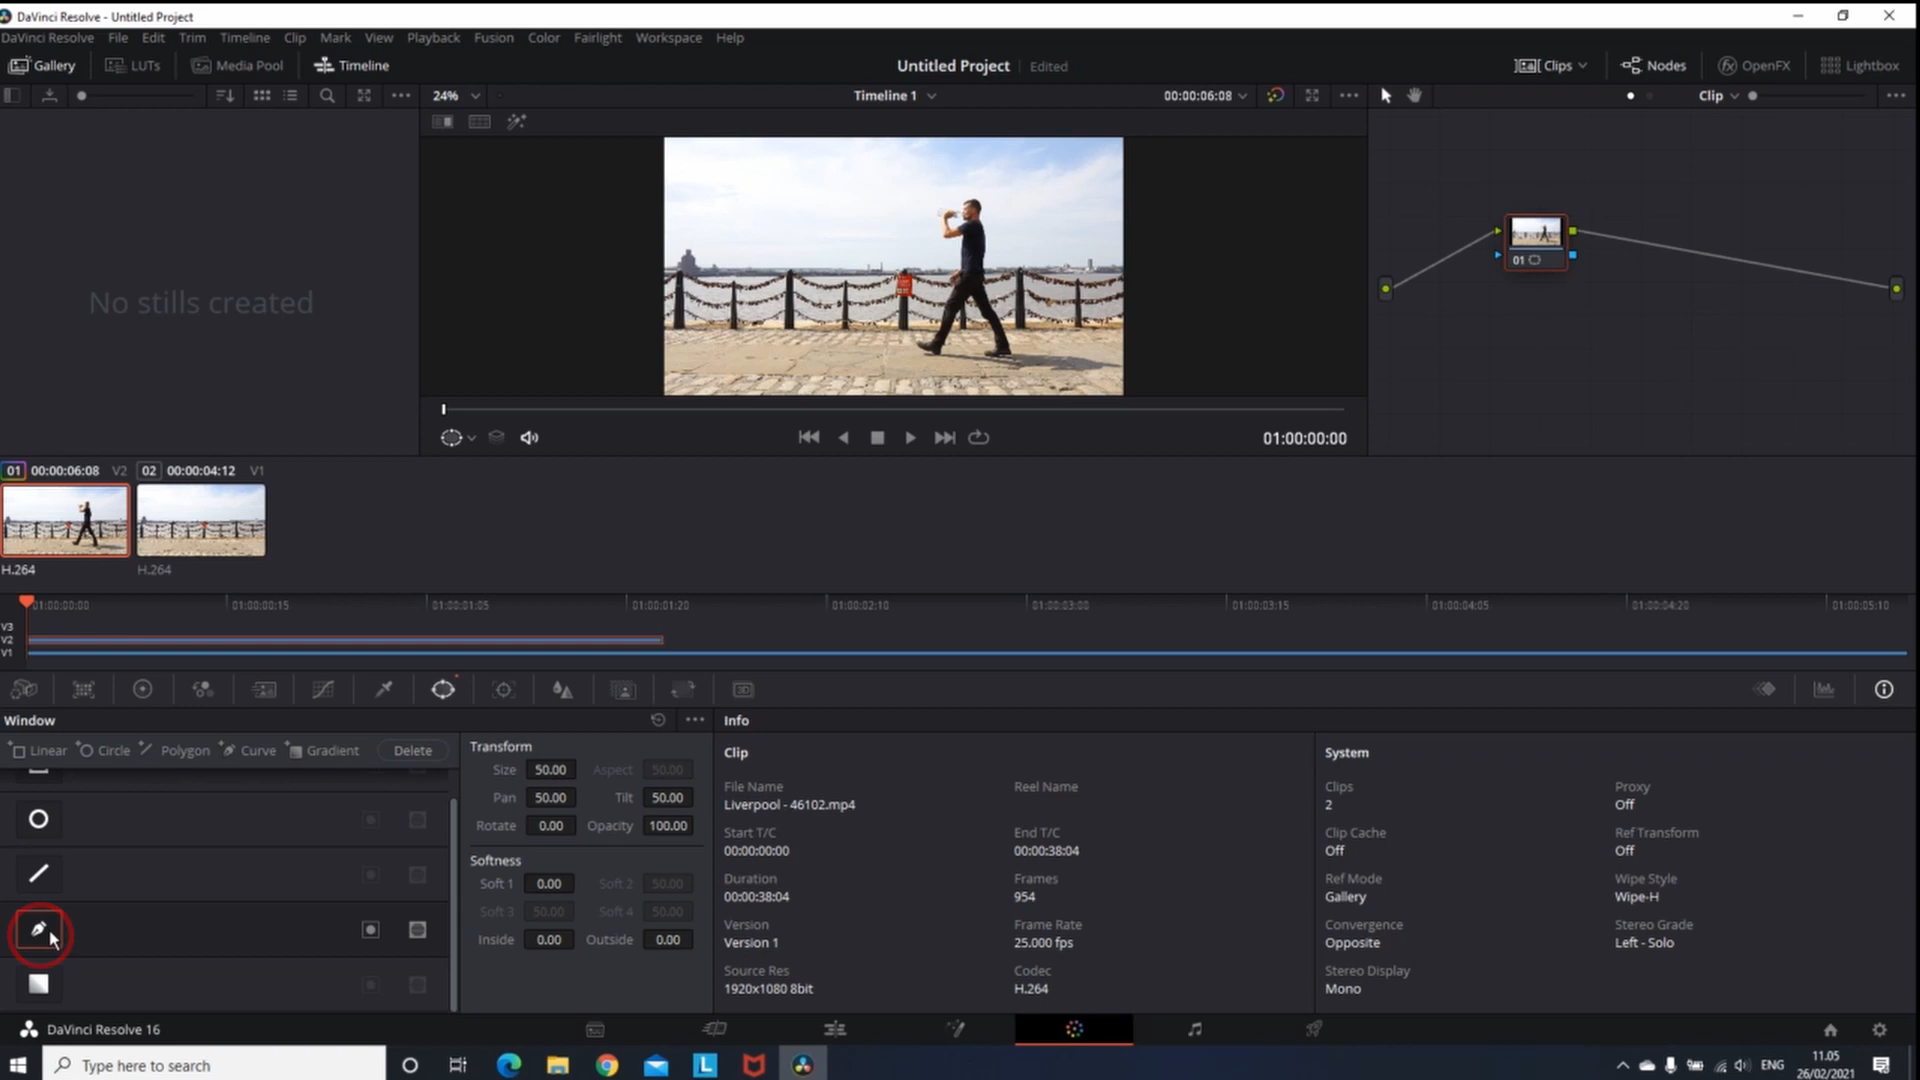 DaVinci Resolve - Untitled Project
DaVinci Resolve File Edit Trim Timeline Clip Mark View Playback Fusion Color Fairlight Workspace Help
Gallery LUTs Media Pool Timeline Untitled Project Edited Clips Nodes OpenFX Lightbox
24% Timeline 1 00:00:06:08 Clip
No stills created
01
01:00:00:00
01 00:00:06:08 V2 02 00:00:04:12 V1
H.264 H.264
01:00:00:00 01:00:00:15 01:00:01:05 01:00:01:20 01:00:02:10 01:00:03:00 01:00:03:15 01:00:04:05 01:00:04:20 01:00:05:10
V3
V2
V1
3D
Window Info
Linear Circle Polygon Curve Gradient Delete
Transform
Size 50.00 Aspect 50.00
Pan 50.00 Tilt 50.00
Rotate 0.00 Opacity 100.00
Softness
Soft 1 0.00 Soft 2 50.00
Soft 3 50.00 Soft 4 50.00
Inside 0.00 Outside 0.00
Clip
File Name Reel Name
Liverpool - 46102.mp4
Start T/C End T/C
00:00:00:00 00:00:38:04
Duration Frames
00:00:38:04 954
Version Frame Rate
Version 1 25.000 fps
Source Res Codec
1920x1080 8bit H.264
System
Clips Proxy
2 Off
Clip Cache Ref Transform
Off Off
Ref Mode Wipe Style
Gallery Wipe-H
Convergence Stereo Grade
Opposite Left - Solo
Stereo Display
Mono
DaVinci Resolve 16
Type here to search
L
ENG
11.05
26/02/2021